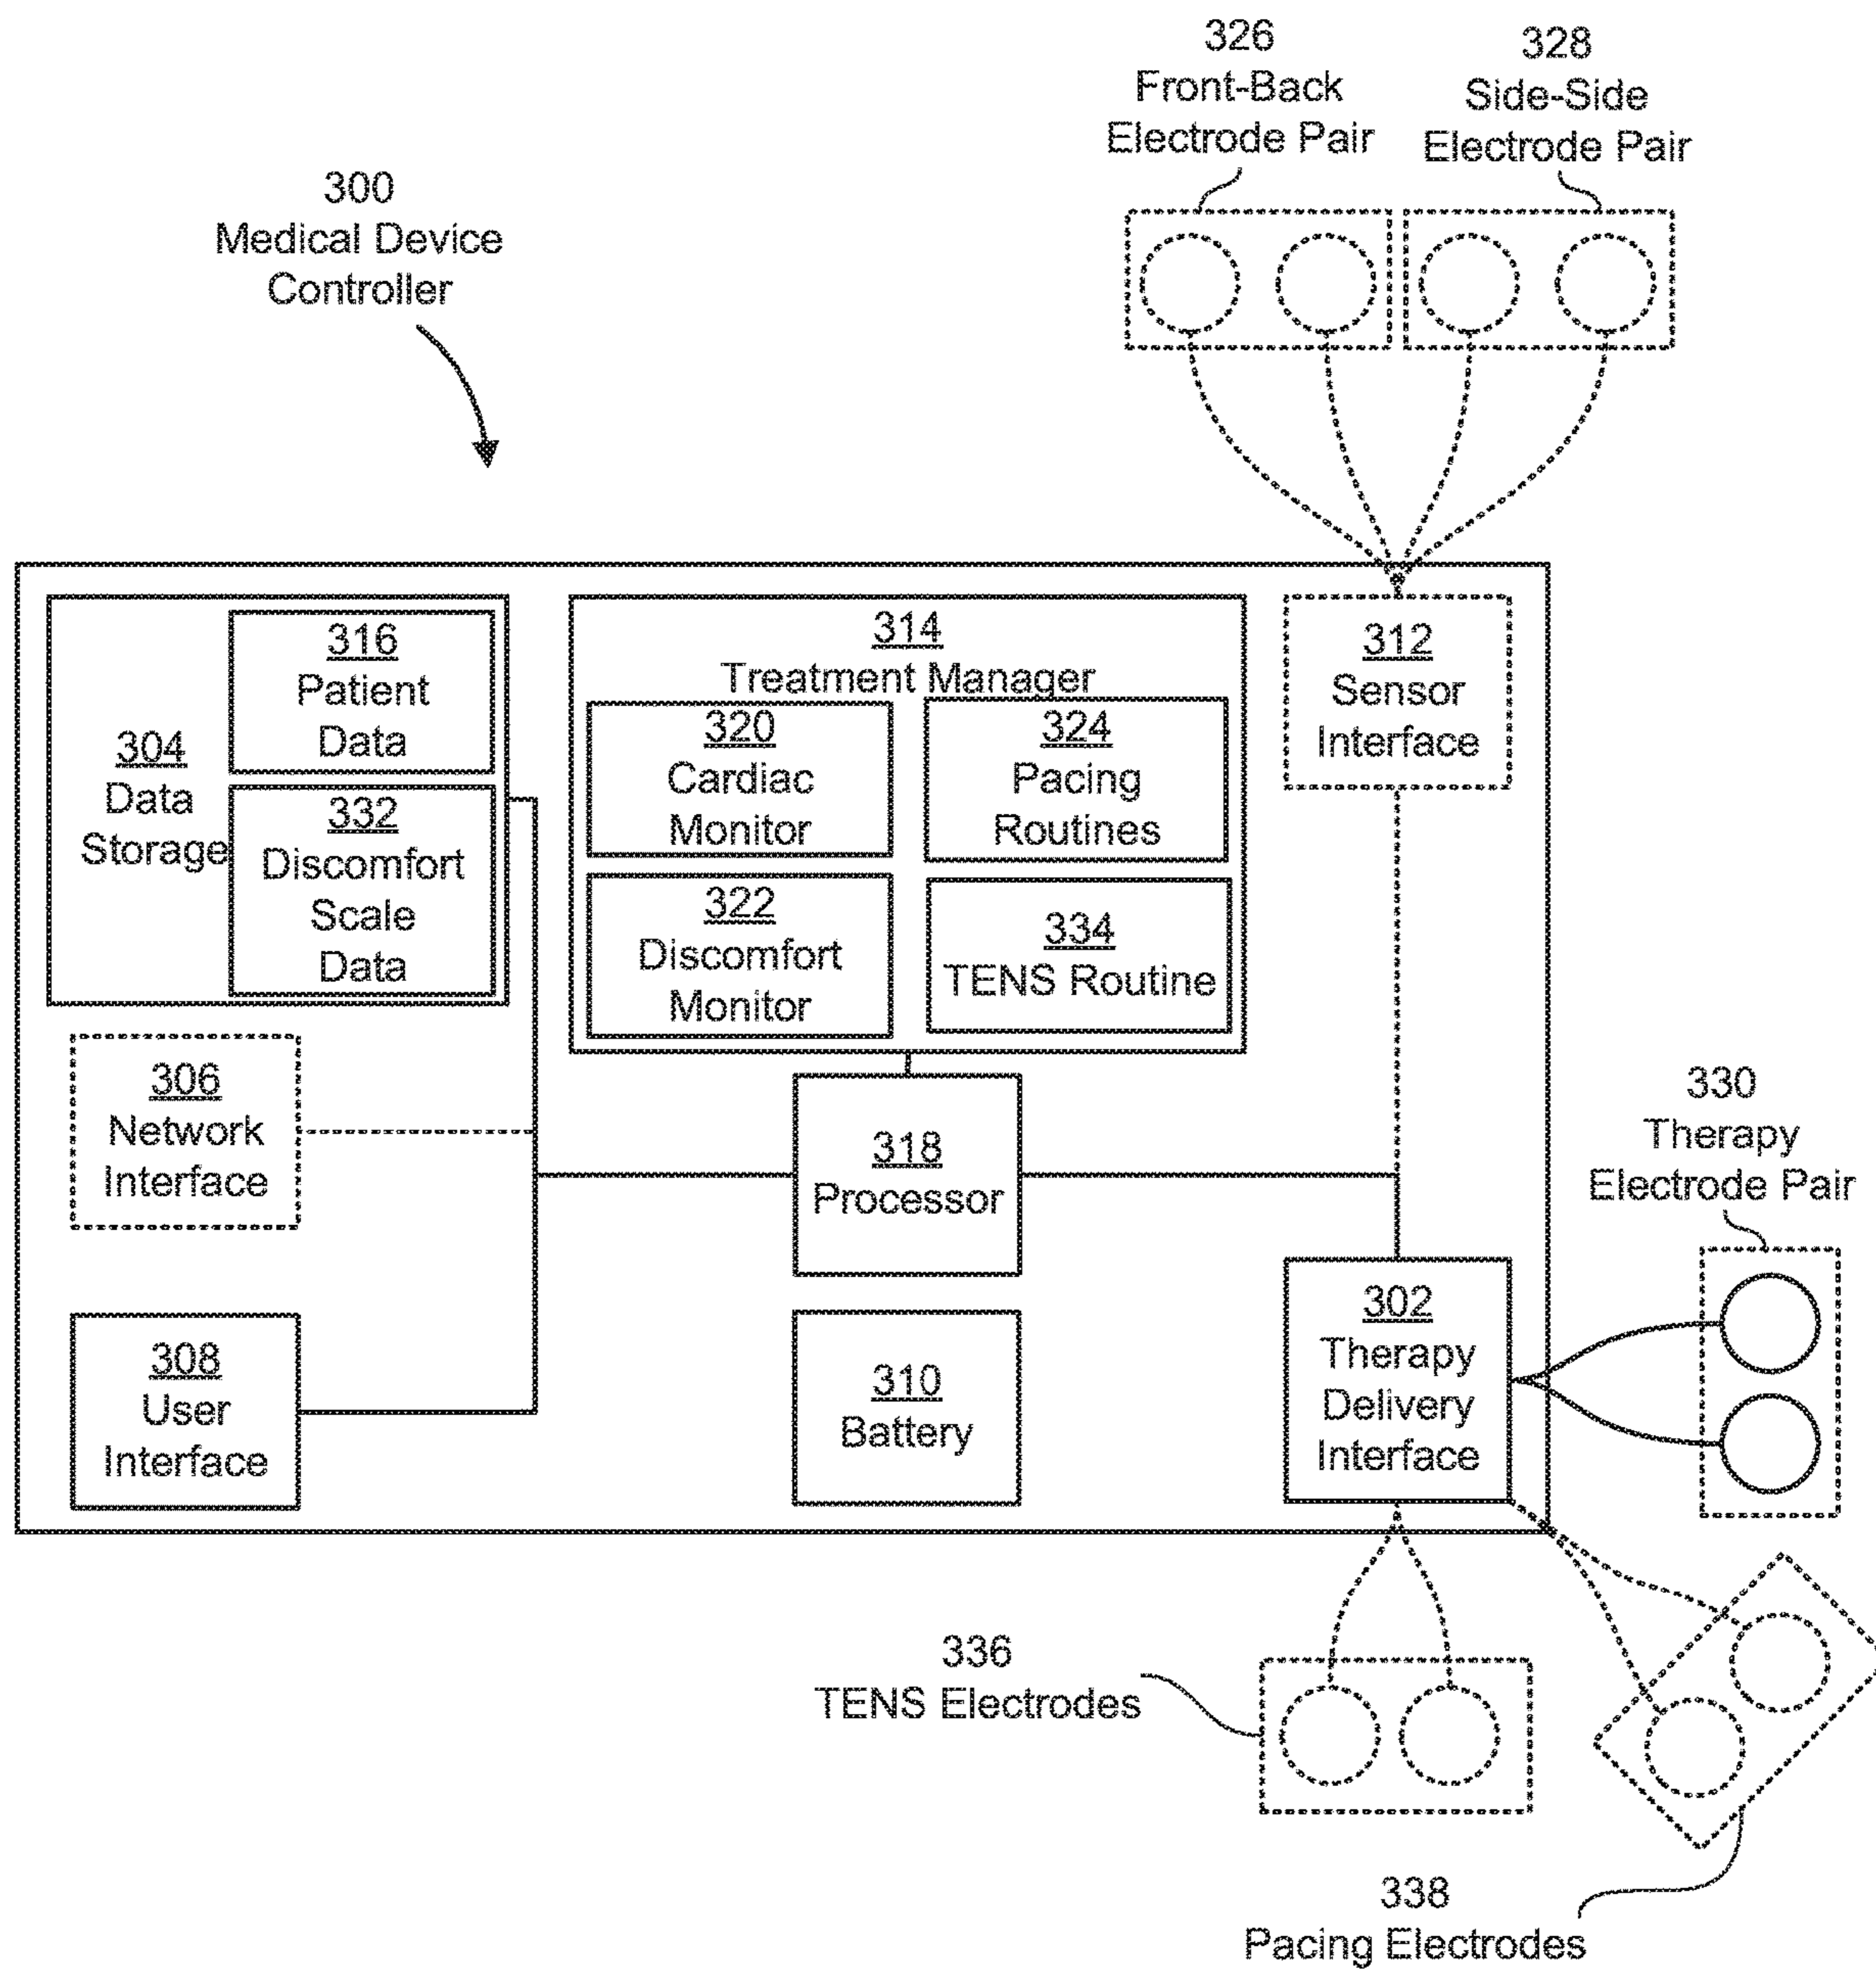 326
Front-Back
Electrode Pair
328
Side-Side
Electrode Pair
300
Medical Device
Controller
304
Data
Storage
316
Patient
Data
332
Discomfort
Scale
Data
314
Treatment Manager
320
Cardiac
Monitor
324
Pacing
Routines
322
Discomfort
Monitor
334
TENS Routine
312
Sensor
Interface
306
Network
Interface
318
Processor
330
Therapy
Electrode Pair
308
User
Interface
310
Battery
302
Therapy
Delivery
Interface
336
TENS Electrodes
338
Pacing Electrodes